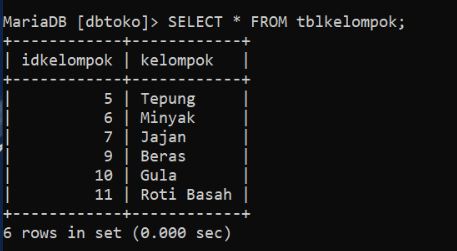 MariaDB [dbtoko]> SELECT * FROM tblkelompok;
+------------+------------+
| idkelompok | kelompok   |
+------------+------------+
|          5 | Tepung     |
|          6 | Minyak     |
|          7 | Jajan      |
|          9 | Beras      |
|         10 | Gula       |
|         11 | Roti Basah |
+------------+------------+
6 rows in set (0.000 sec)